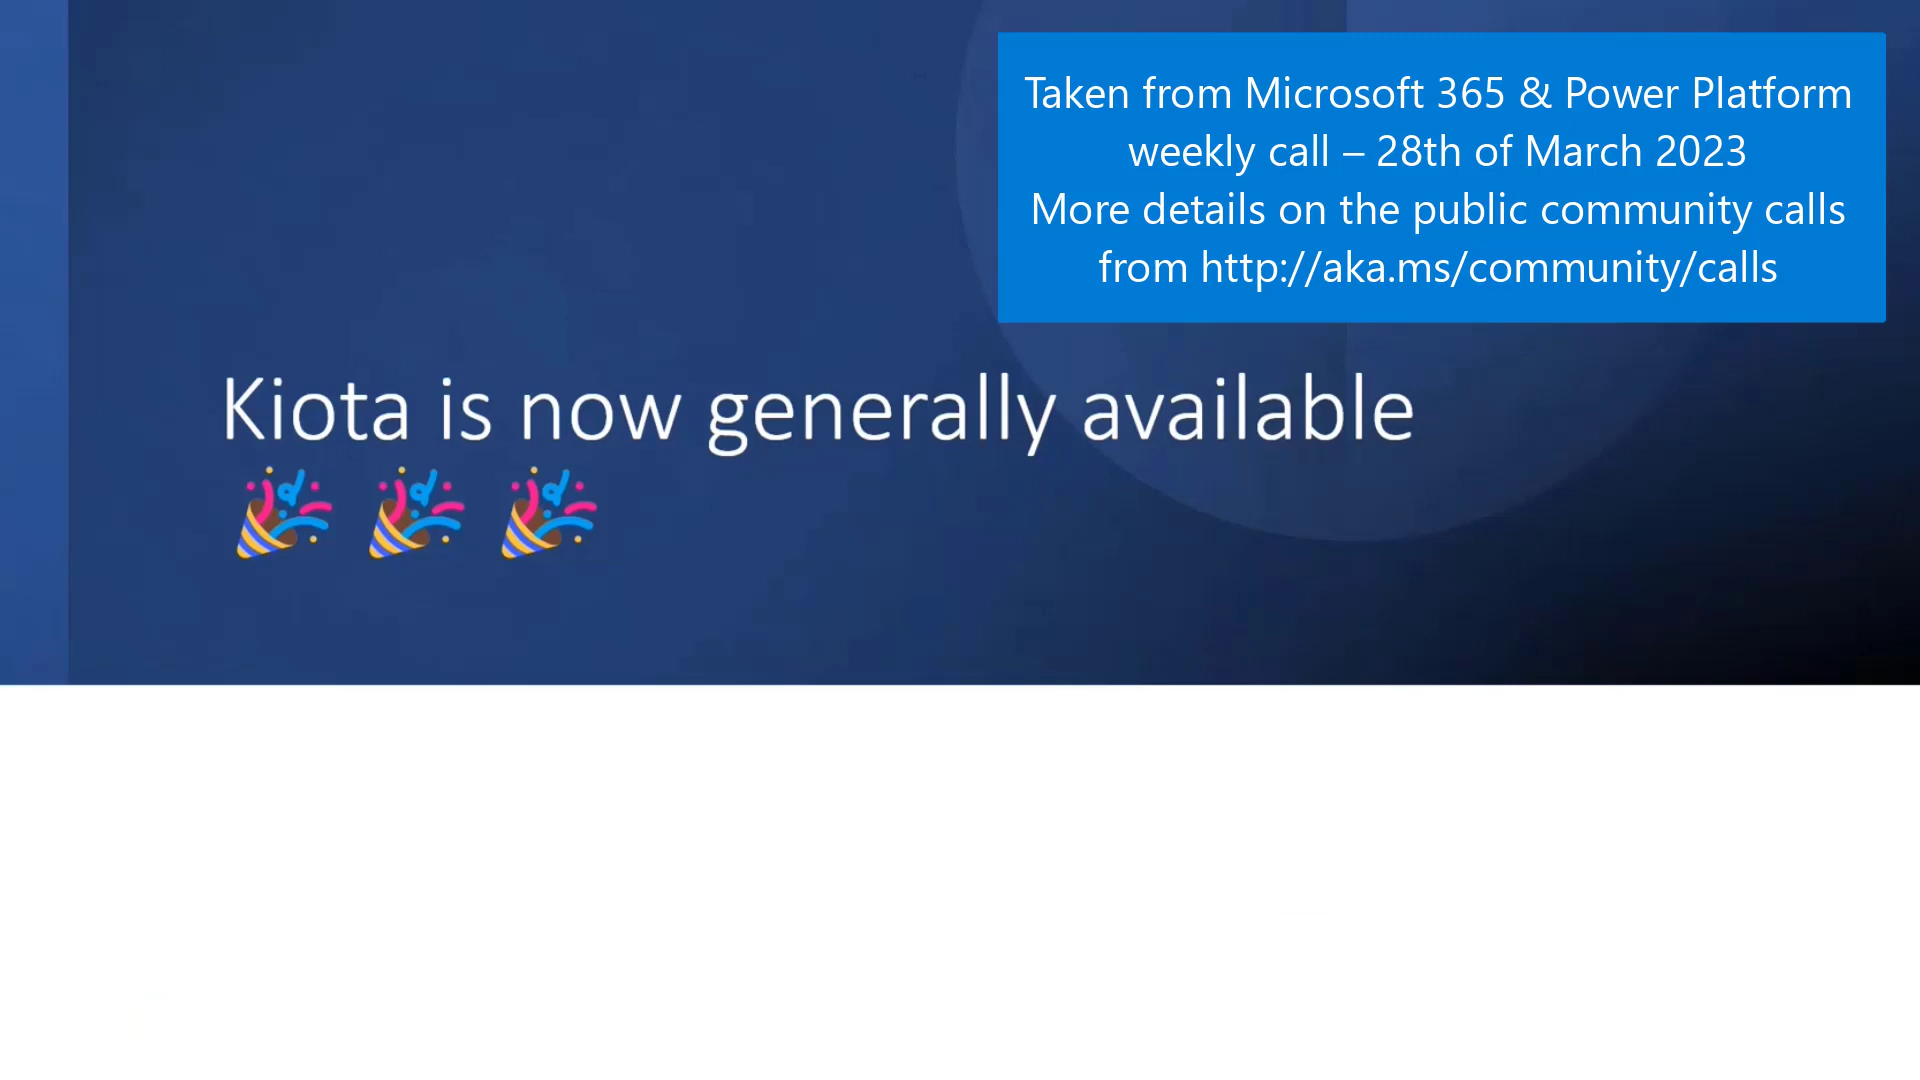 Taken from Microsoft 365 & Power Platform
weekly call – 28th of March 2023
More details on the public community calls
from http://aka.ms/community/calls
Kiota is now generally available
🎉 🎉 🎉